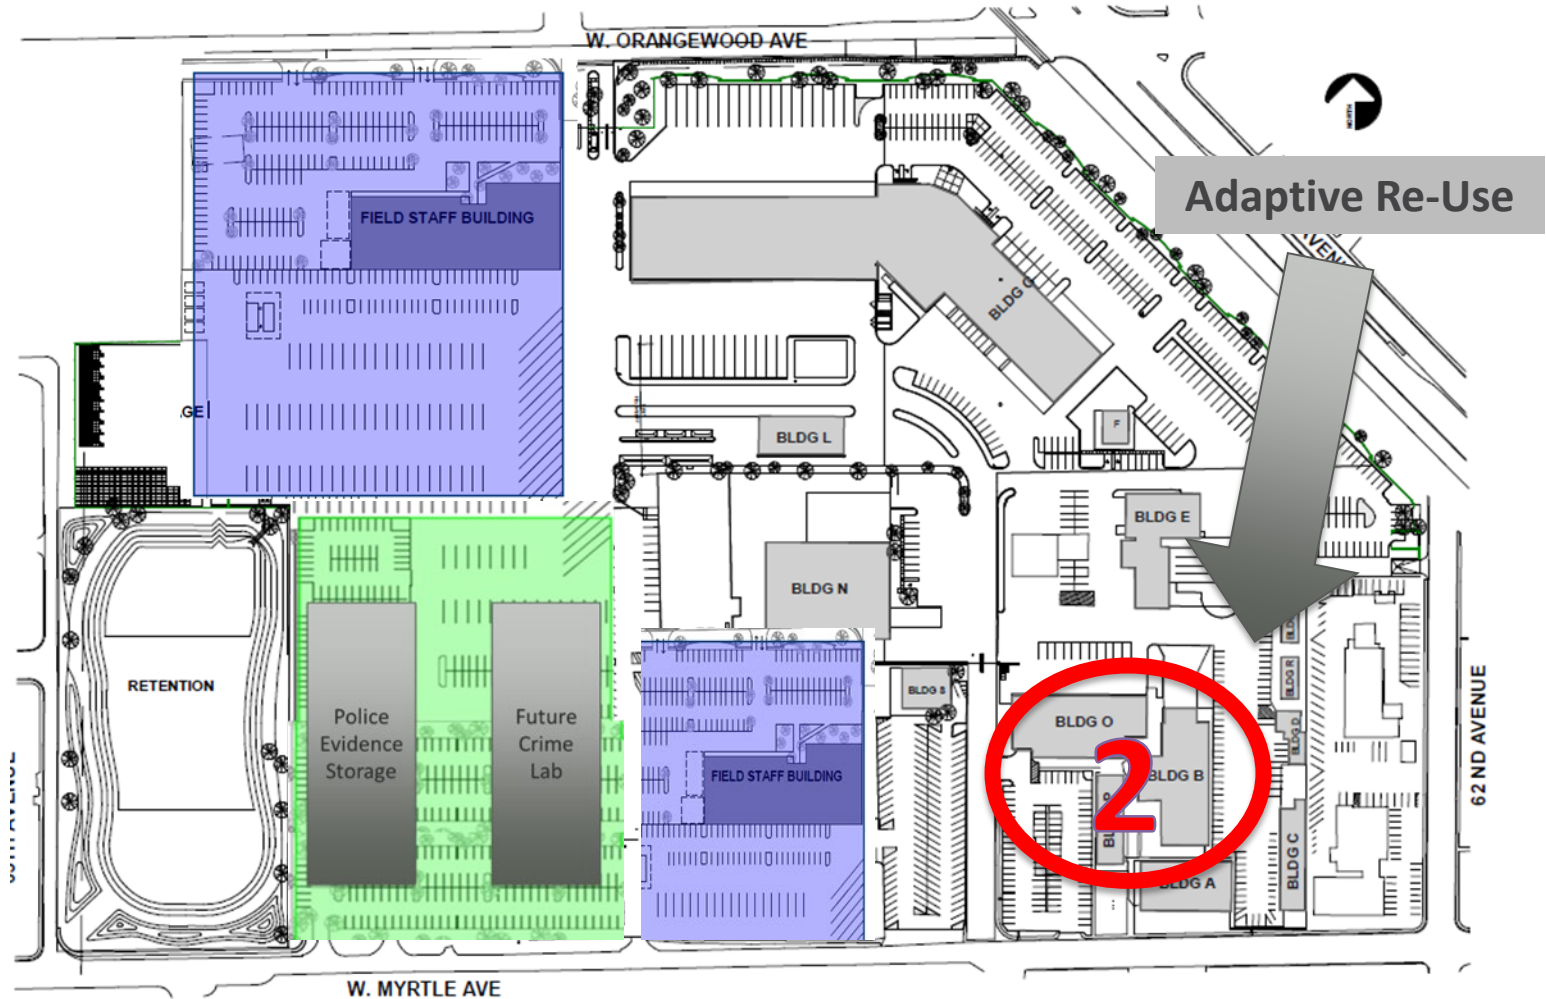 W. ORANGEWOOD AVE
NORTH
Adaptive Re-Use
FIELD STAFF BUILDING
BLDG L
F
BLDG E
BLDG N
RETENTION
Police
Evidence
Storage
Future
Crime
Lab
BLDG S
BLDG R
BLDG O
BLDG D
FIELD STAFF BUILDING
BLDG B
2
BLDG C
BLDG A
62 ND AVENUE
W. MYRTLE AVE